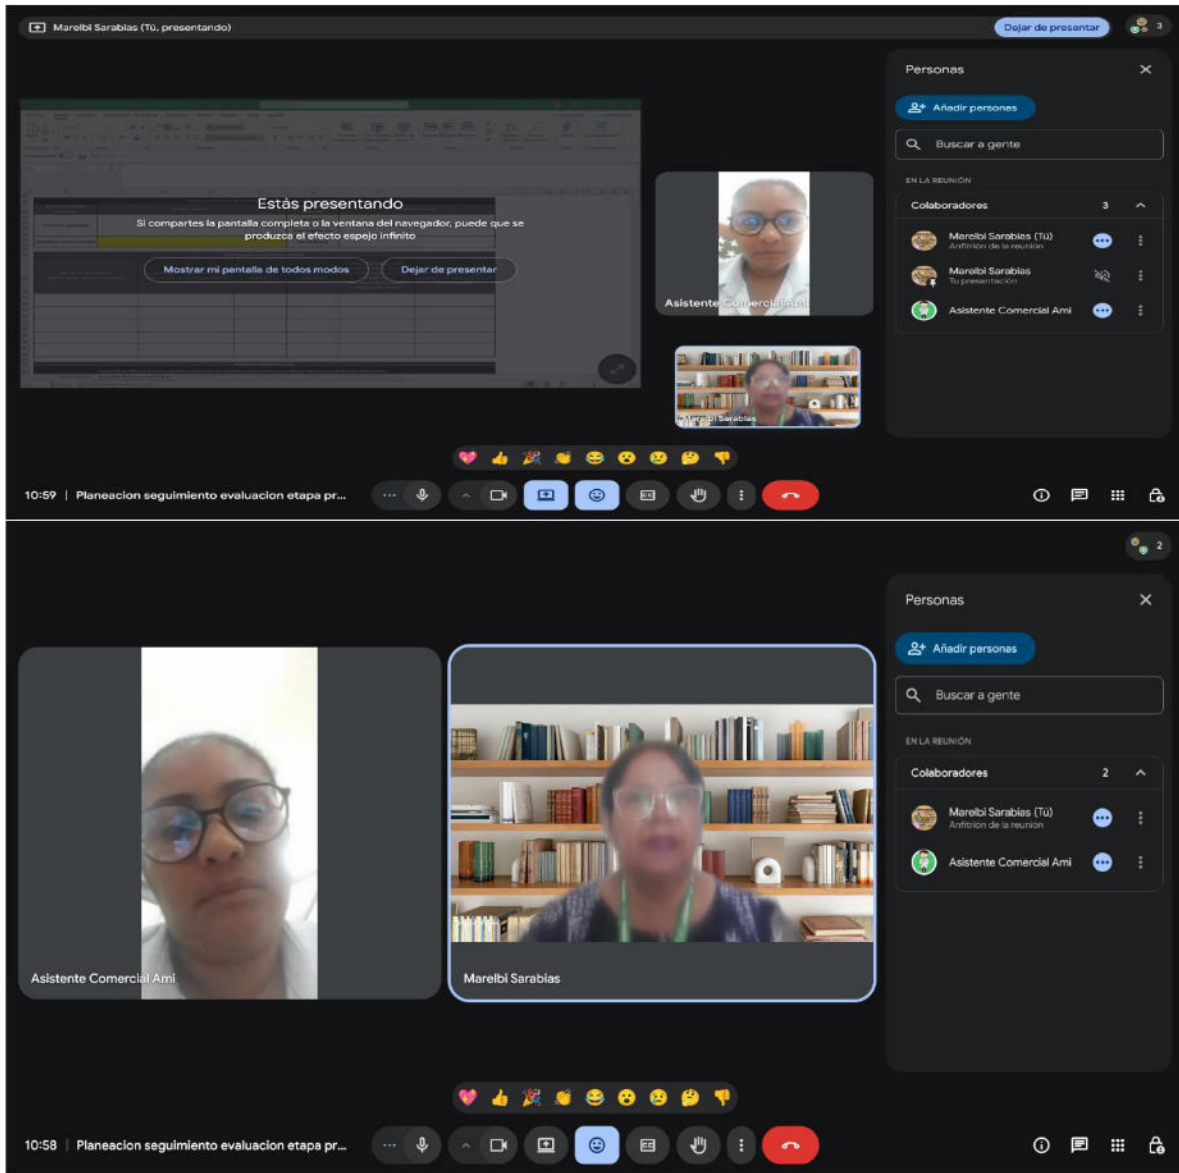 Marelbi Sarabias (Tú, presentando)
Dejar de presentar
3
Personas
Añadir personas
Buscar a gente
EN LA REUNIÓN
Colaboradores 3
Marelbi Sarabias (Tú)
Anfitrión de la reunión
Marelbi Sarabias
Tu presentación
Asistente Comercial Ami
Estás presentando
Si compartes la pantalla completa o la ventana del navegador, puede que se
produzca el efecto espejo infinito
Mostrar mi pantalla de todos modos
Dejar de presentar
Asistente Comercial Ami
Marelbi Sarabias
10:59 | Planeacion seguimiento evaluacion etapa pr...
2
Personas
Añadir personas
Buscar a gente
EN LA REUNIÓN
Colaboradores 2
Marelbi Sarabias (Tú)
Anfitrión de la reunión
Asistente Comercial Ami
Asistente Comercial Ami
Marelbi Sarabias
10:58 | Planeacion seguimiento evaluacion etapa pr...